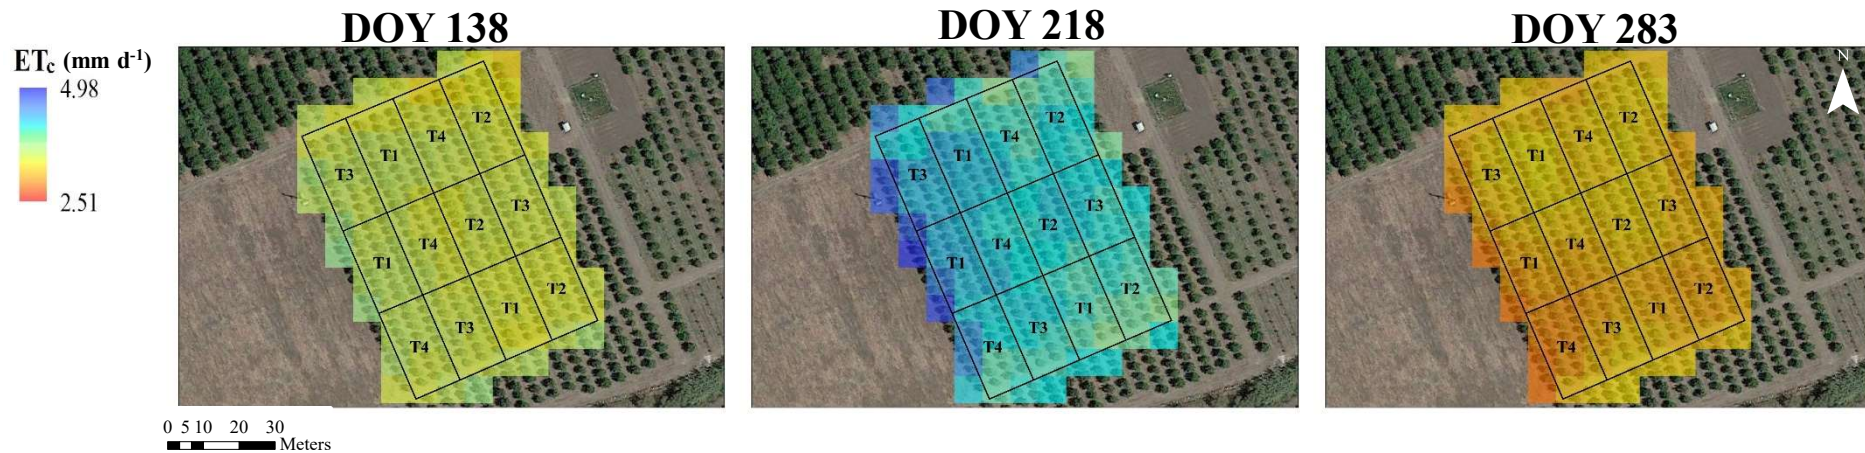 DOY 138
DOY 218
DOY 283
ETc (mm d-1)
4.98
2.51
T2
T4
T1
T3
T3
T2
T4
T1
T2
T1
T3
T4
T2
T4
T1
T3
T3
T2
T4
T1
T2
T1
T3
T4
N
T2
T4
T1
T3
T3
T2
T4
T1
T2
T1
T3
T4
0 5 10 20 30
Meters